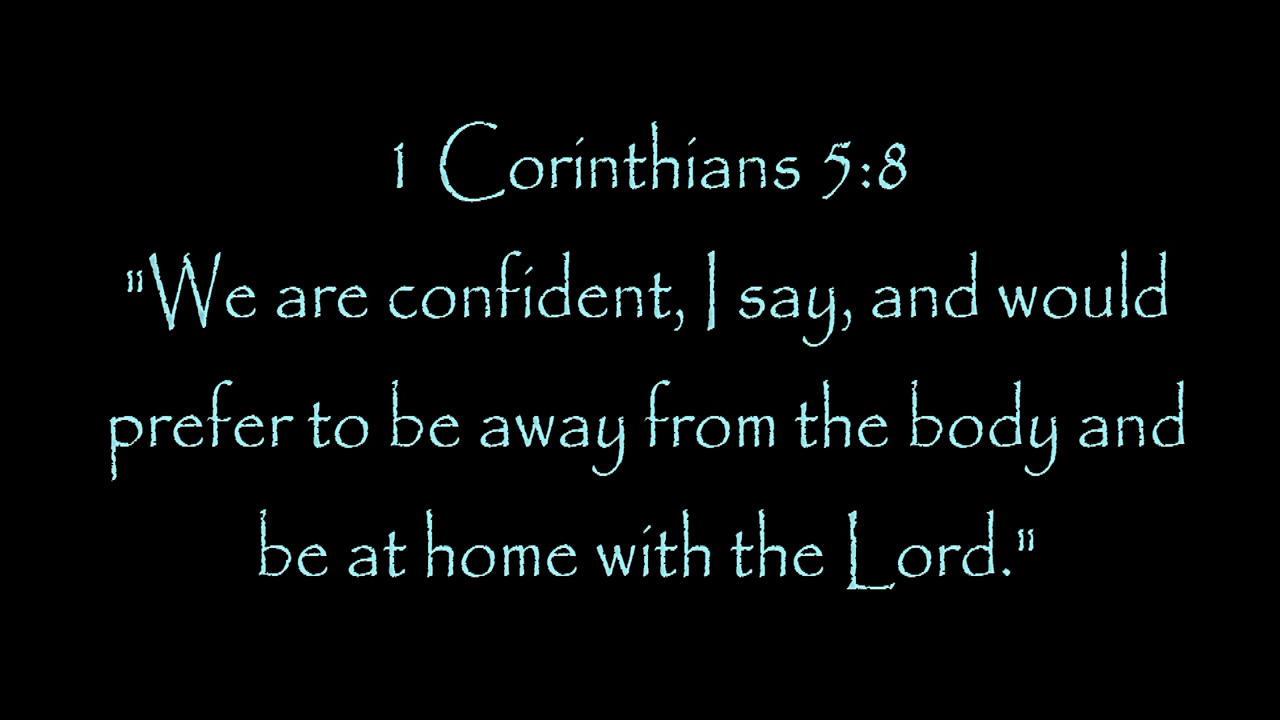 1 Corinthians 5:8
"We are confident, I say, and would
prefer to be away from the body and
be at home with the Lord."